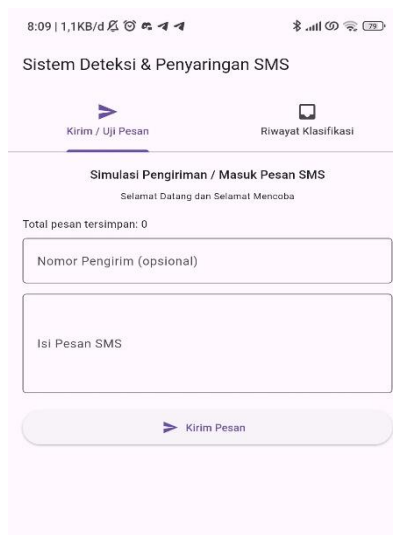 8:09 | 1,1KB/d
79
Sistem Deteksi & Penyaringan SMS
Kirim / Uji Pesan
Riwayat Klasifikasi
Simulasi Pengiriman / Masuk Pesan SMS
Selamat Datang dan Selamat Mencoba
Total pesan tersimpan: 0
Nomor Pengirim (opsional)
Isi Pesan SMS
Kirim Pesan